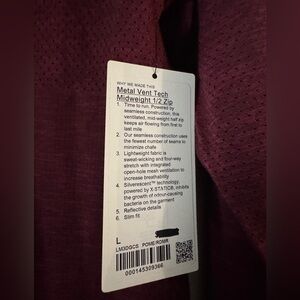 WHY WE MADE THIS
Metal Vent Tech
Midweight 1/2 Zip
1. Time to run. Powered by
seamless construction, this
ventilated, mid-weight half zip
keeps air flowing from first to
last mile
2. Our seamless construction uses
the fewest number of seams to
minimize chafe
3. Lightweight fabric is
sweat-wicking and four-way
stretch with integrated
open-hole mesh ventilation to
increase breathability
4. Silverescent™ technology,
powered by X-STATIC®, inhibits
the growth of odour-causing
bacteria on the garment
5. Reflective details
6. Slim fit
L
LM3DGCS
000145309366